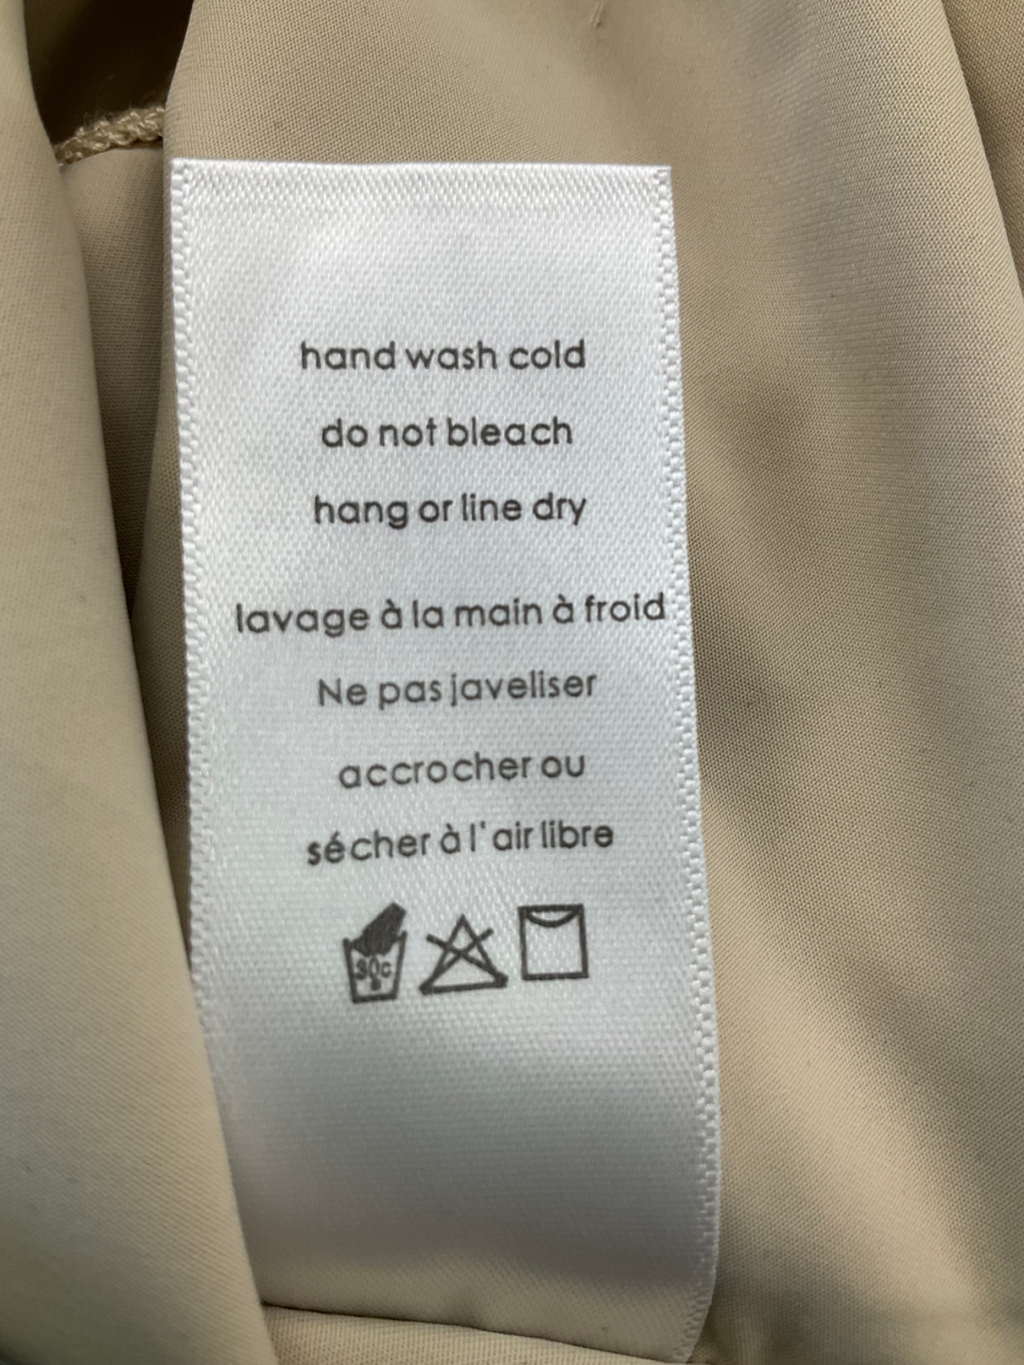 hand wash cold
do not bleach
hang or line dry
lavage à la main à froid
Ne pas javeliser
accrocher ou
sécher à l'air libre
30c